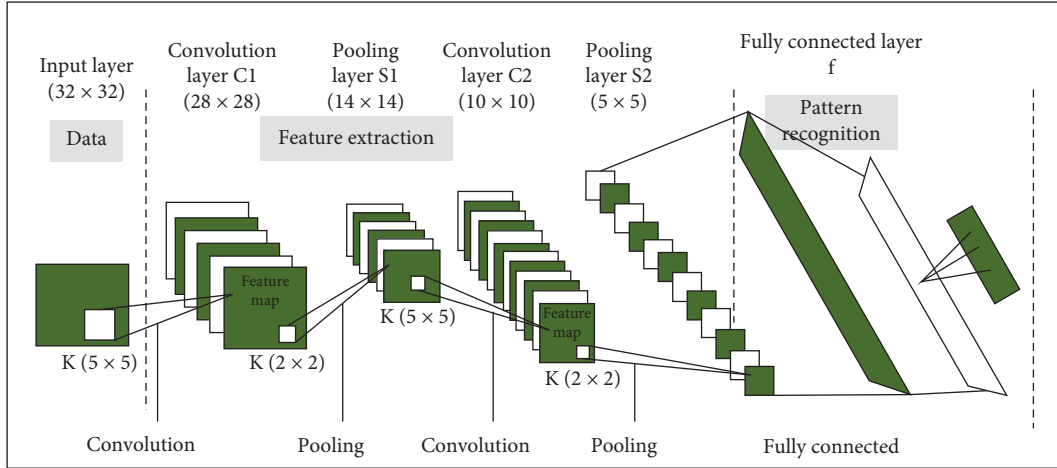 Input layer
(32 × 32)
Data
Convolution
layer C1
(28 × 28)
Pooling
layer S1
(14 × 14)
Convolution
layer C2
(10 × 10)
Pooling
layer S2
(5 × 5)
Fully connected layer
f
Feature extraction
Pattern
recognition
Feature
map
Feature
map
K (5 × 5)
K (2 × 2)
K (5 × 5)
K (2 × 2)
Convolution
Pooling
Convolution
Pooling
Fully connected